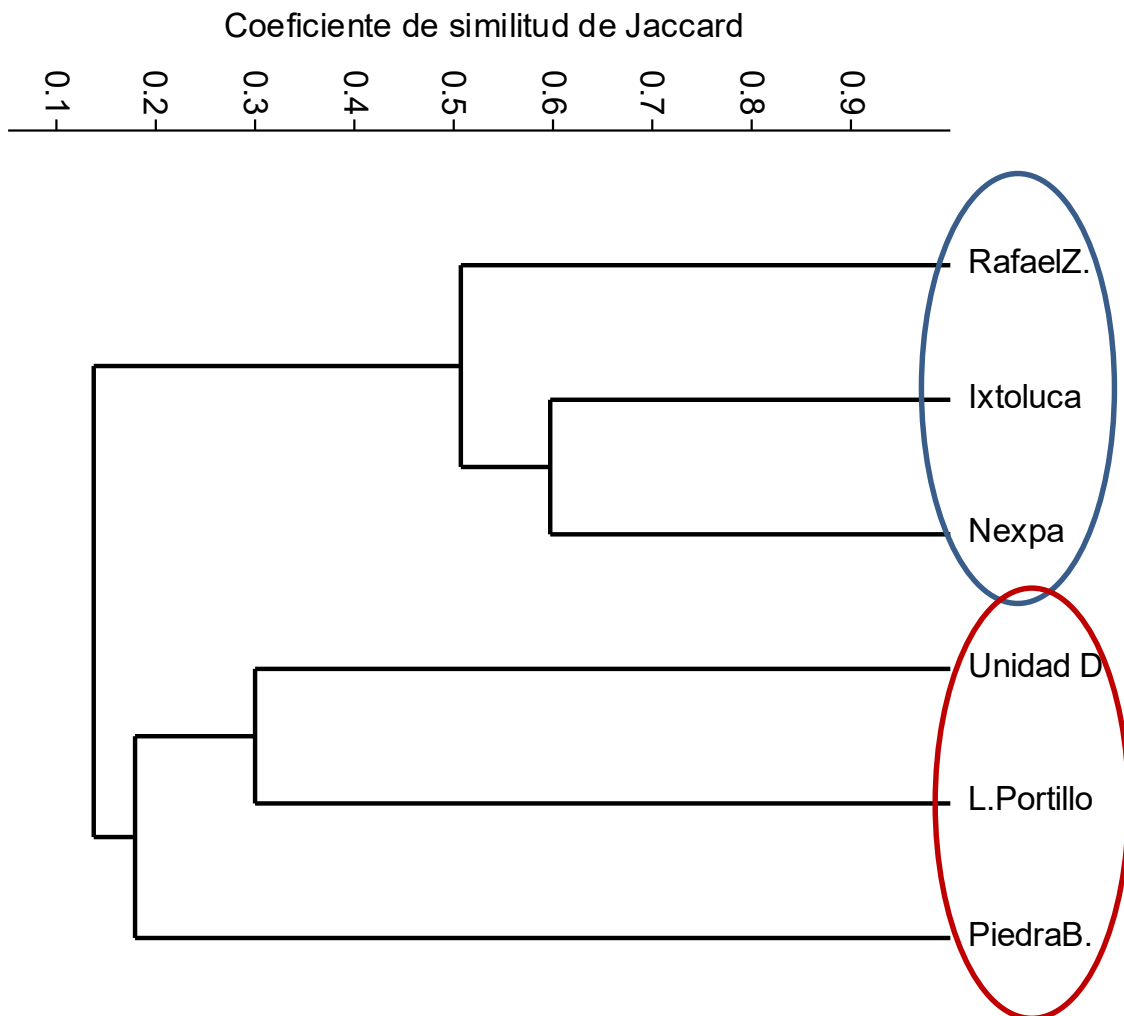 Coeficiente de similitud de Jaccard
0.1 0.2 0.3 0.4 0.5 0.6 0.7 0.8 0.9
RafaelZ.
Ixtoluca
Nexpa
Unidad D
L.Portillo
PiedraB.